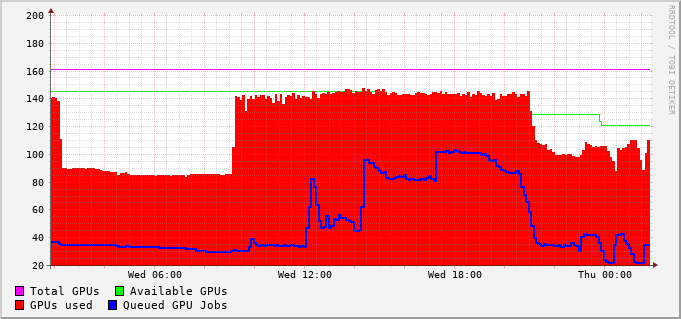 200
180
160
140
120
100
80
60
40
20
Wed 06:00 Wed 12:00 Wed 18:00 Thu 00:00
Total GPUs Available GPUs
GPUs used Queued GPU Jobs
RRDTOOL / TOBI OETIKER